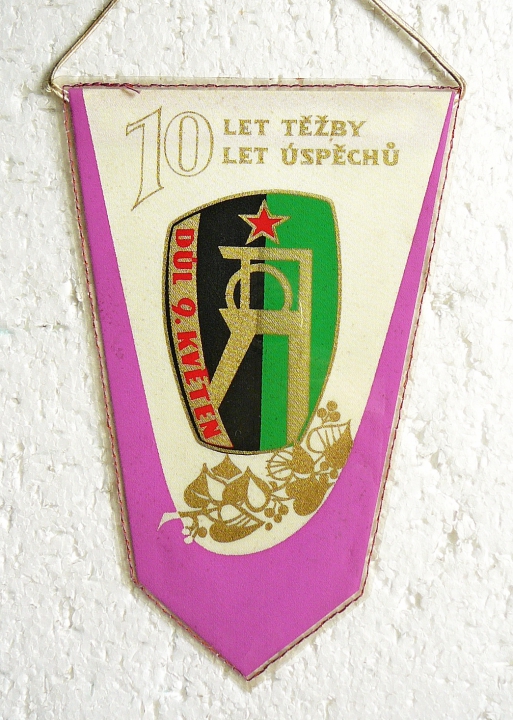 10 LET TĚŽBY
LET ÚSPĚCHŮ
DŮL 9. KVĚTEN